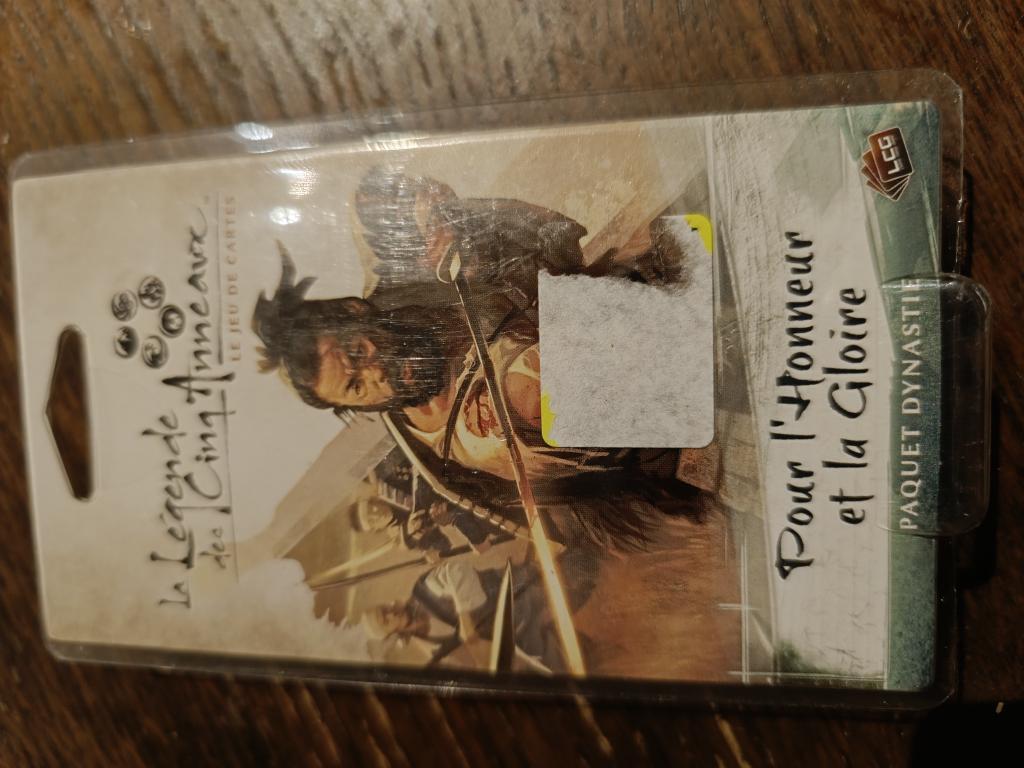 La Légende
des Cinq Anneaux
LE JEU DE CARTES
Pour l'Honneur
et la Gloire
PAQUET DYNASTIE
LCG